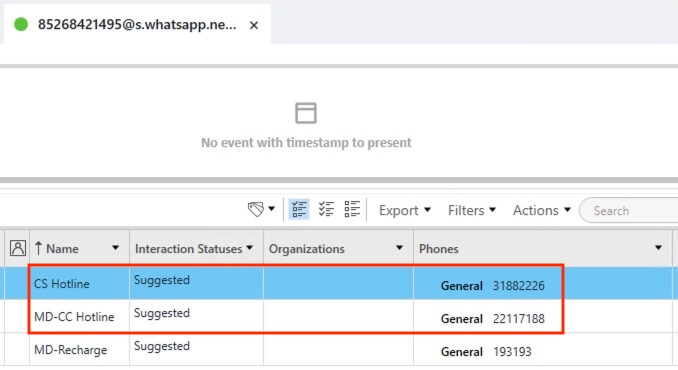 85268421495@s.whatsapp.ne... ×
No event with timestamp to present
Export Filters Actions Search
Name Interaction Statuses Organizations Phones
CS Hotline Suggested General 31882226
MD-CC Hotline Suggested General 22117188
MD-Recharge Suggested General 193193